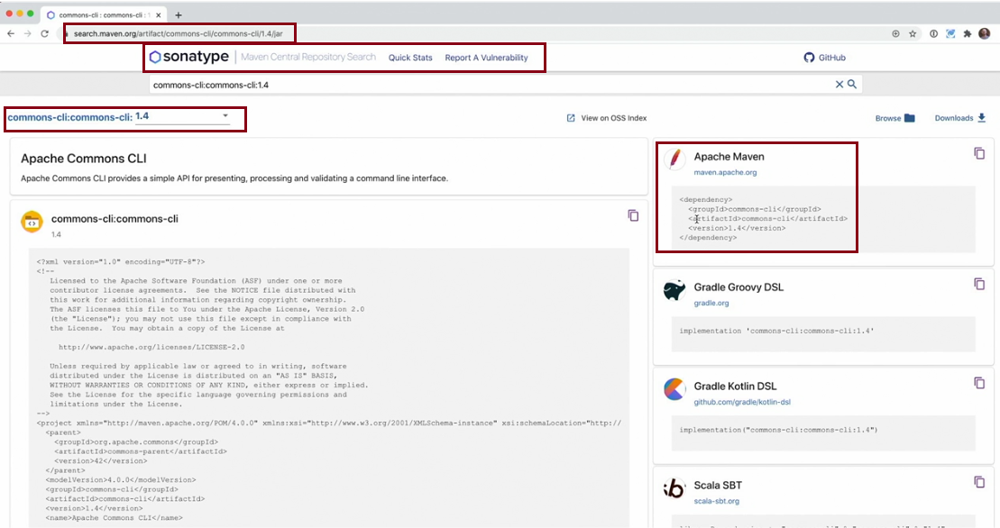 commons-cli : commons-cli : 1
search.maven.org/artifact/commons-cli/commons-cli/1.4/jar
sonatype | Maven Central Repository Search Quick Stats Report A Vulnerability GitHub
commons-cli:commons-cli:1.4
commons-cli:commons-cli: 1.4 View on OSS Index Browse Downloads
Apache Commons CLI
Apache Commons CLI provides a simple API for presenting, processing and validating a command line interface.
commons-cli:commons-cli
1.4
<?xml version="1.0" encoding="UTF-8"?>
<!--
Licensed to the Apache Software Foundation (ASF) under one or more
contributor license agreements. See the NOTICE file distributed with
this work for additional information regarding copyright ownership.
The ASF licenses this file to You under the Apache License, Version 2.0
(the "License"); you may not use this file except in compliance with
the License. You may obtain a copy of the License at
http://www.apache.org/licenses/LICENSE-2.0
Unless required by applicable law or agreed to in writing, software
distributed under the License is distributed on an "AS IS" BASIS,
WITHOUT WARRANTIES OR CONDITIONS OF ANY KIND, either express or implied.
See the License for the specific language governing permissions and
limitations under the License.
-->
<project xmlns="http://maven.apache.org/POM/4.0.0" xmlns:xsi="http://www.w3.org/2001/XMLSchema-instance" xsi:schemaLocation="http://
<parent>
<groupId>org.apache.commons</groupId>
<artifactId>commons-parent</artifactId>
<version>42</version>
</parent>
<modelVersion>4.0.0</modelVersion>
<groupId>commons-cli</groupId>
<artifactId>commons-cli</artifactId>
<version>1.4</version>
<name>Apache Commons CLI</name>
Apache Maven
maven.apache.org
<dependency>
<groupId>commons-cli</groupId>
<artifactId>commons-cli</artifactId>
<version>1.4</version>
</dependency>
Gradle Groovy DSL
gradle.org
implementation 'commons-cli:commons-cli:1.4'
Gradle Kotlin DSL
github.com/gradle/kotlin-dsl
implementation("commons-cli:commons-cli:1.4")
Scala SBT
scala-sbt.org